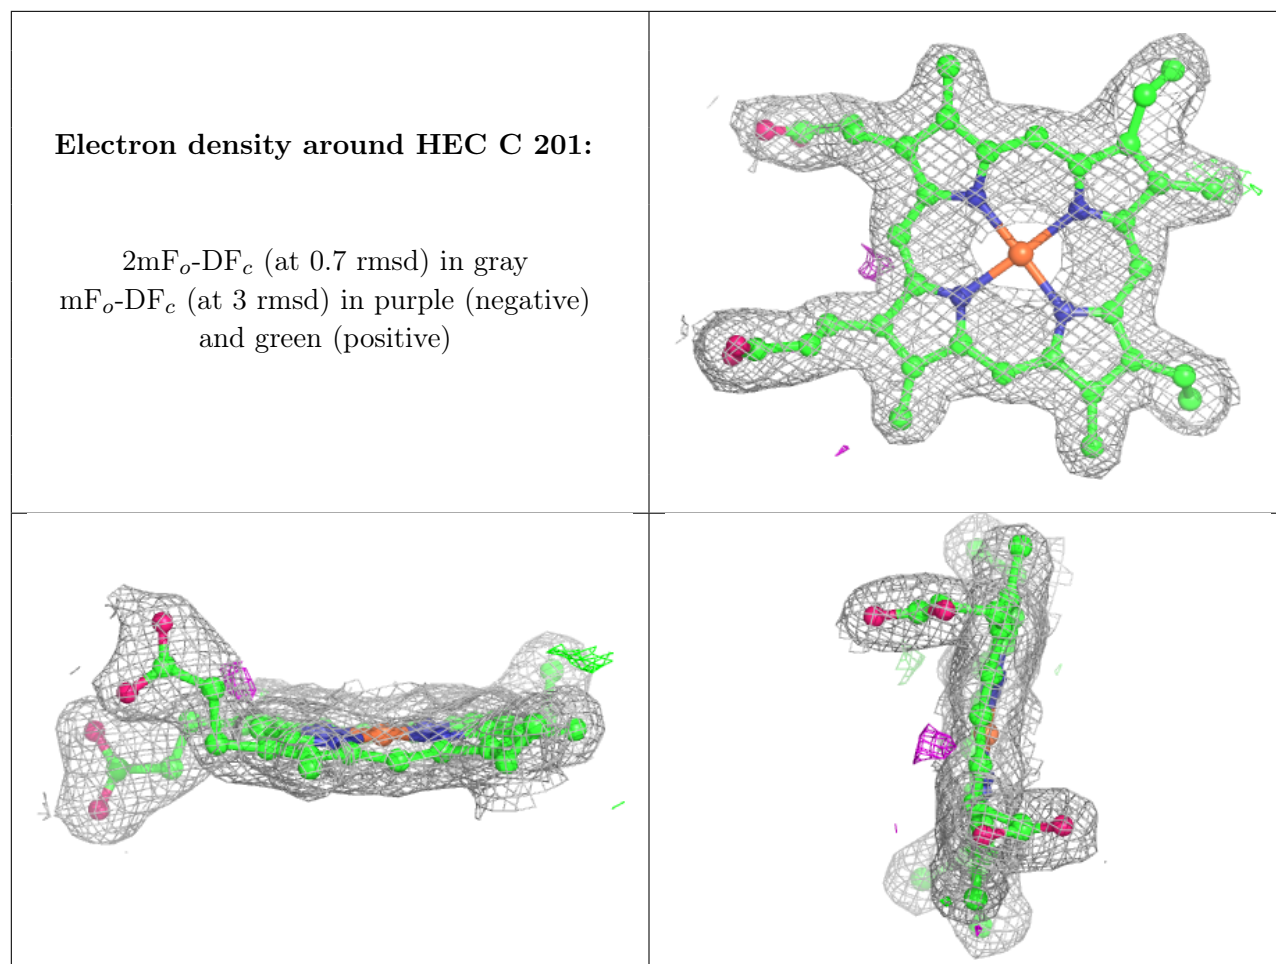 Electron density around HEC C 201:
2mFo-DFc (at 0.7 rmsd) in gray
mFo-DFc (at 3 rmsd) in purple (negative)
and green (positive)